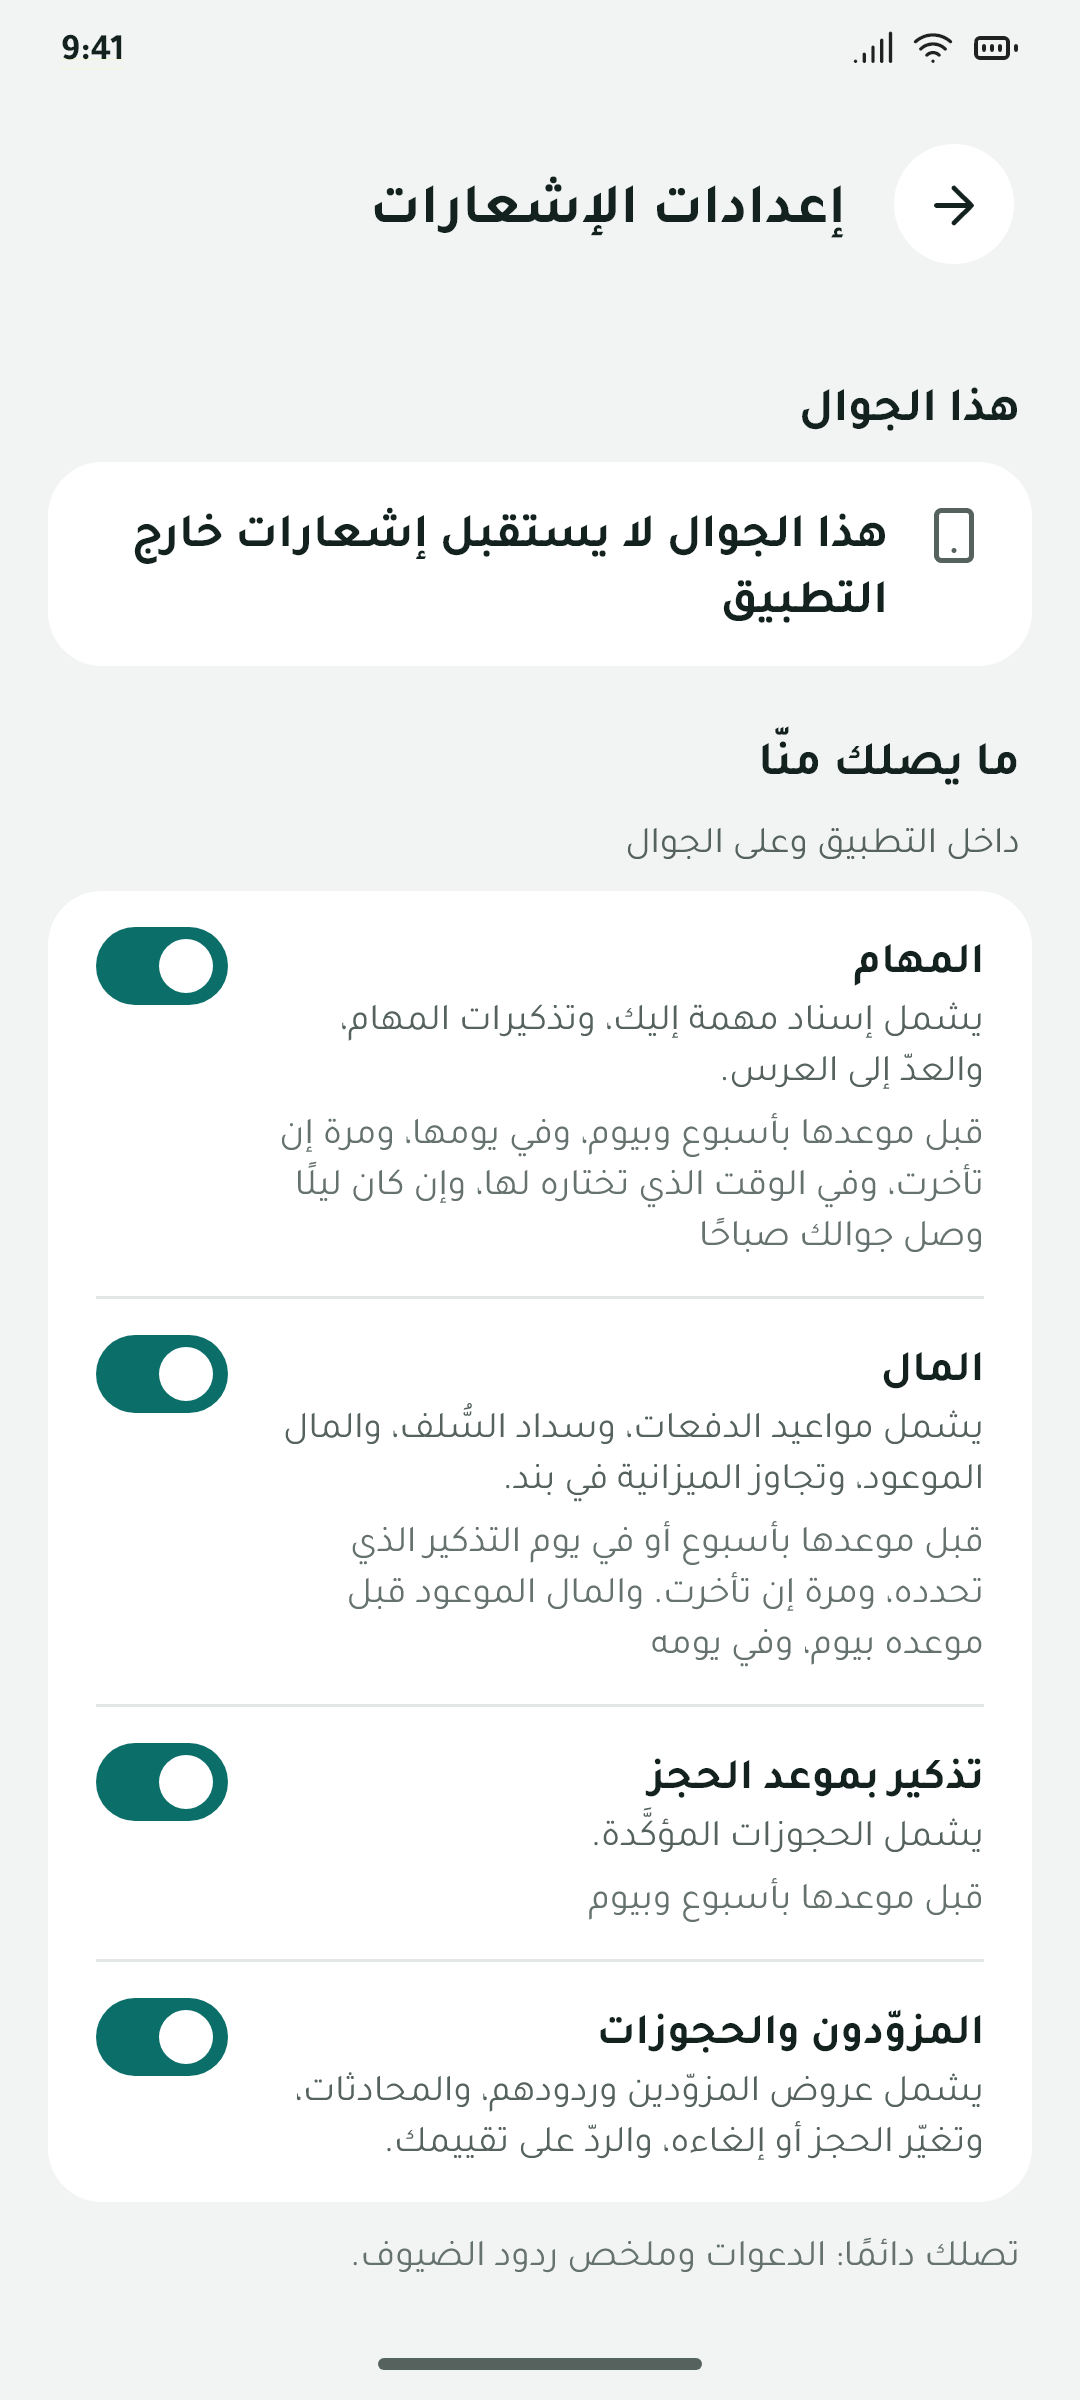 9:41
إعدادات الإشعارات
هذا الجوال
هذا الجوال لا يستقبل إشعارات خارج
التطبيق
ما يصلك منّا
داخل التطبيق وعلى الجوال
المهام
يشمل إسناد مهمة إليك، وتذكيرات المهام،
والعدّ إلى العرس.
قبل موعدها بأسبوع وبيوم، وفي يومها، ومرة إن
تأخرت، وفي الوقت الذي تختاره لها، وإن كان ليلًا
وصل جوالك صباحًا
المال
يشمل مواعيد الدفعات، وسداد السُّلف، والمال
الموعود، وتجاوز الميزانية في بند.
قبل موعدها بأسبوع أو في يوم التذكير الذي
تحدده، ومرة إن تأخرت. والمال الموعود قبل
موعده بيوم، وفي يومه
تذكير بموعد الحجز
يشمل الحجوزات المؤكَّدة.
قبل موعدها بأسبوع وبيوم
المزوّدون والحجوزات
يشمل عروض المزوّدين وردودهم، والمحادثات،
وتغيّر الحجز أو إلغاءه، والردّ على تقييمك.
تصلك دائمًا: الدعوات وملخص ردود الضيوف.